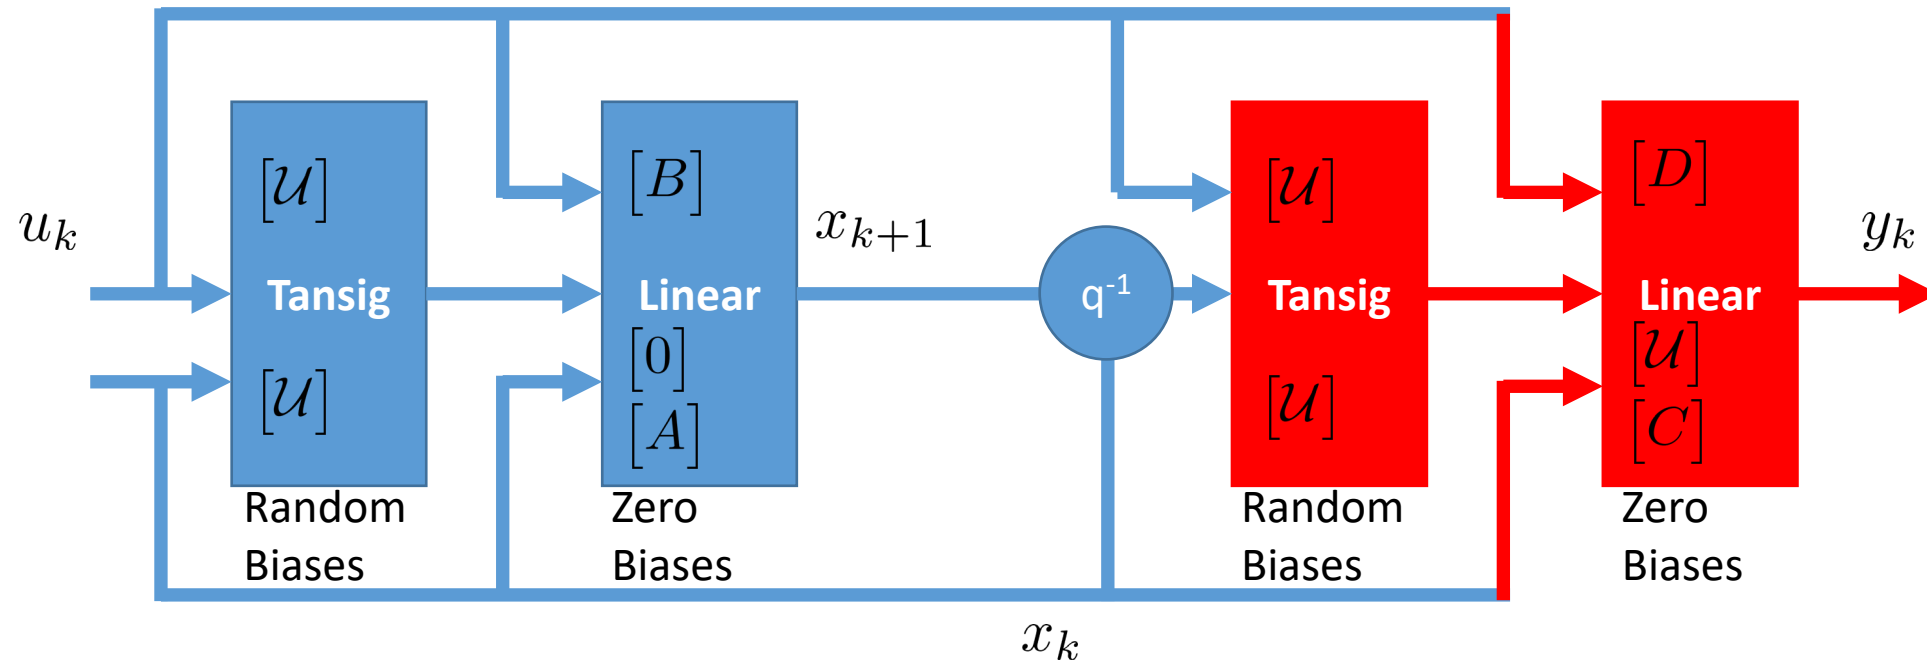 u_k
[𝒰]
Tansig
[𝒰]
Random
Biases
[B]
Linear
[0]
[A]
Zero
Biases
x_{k+1}
q^{-1}
x_k
[𝒰]
Tansig
[𝒰]
Random
Biases
[D]
Linear
[𝒰]
[C]
Zero
Biases
y_k